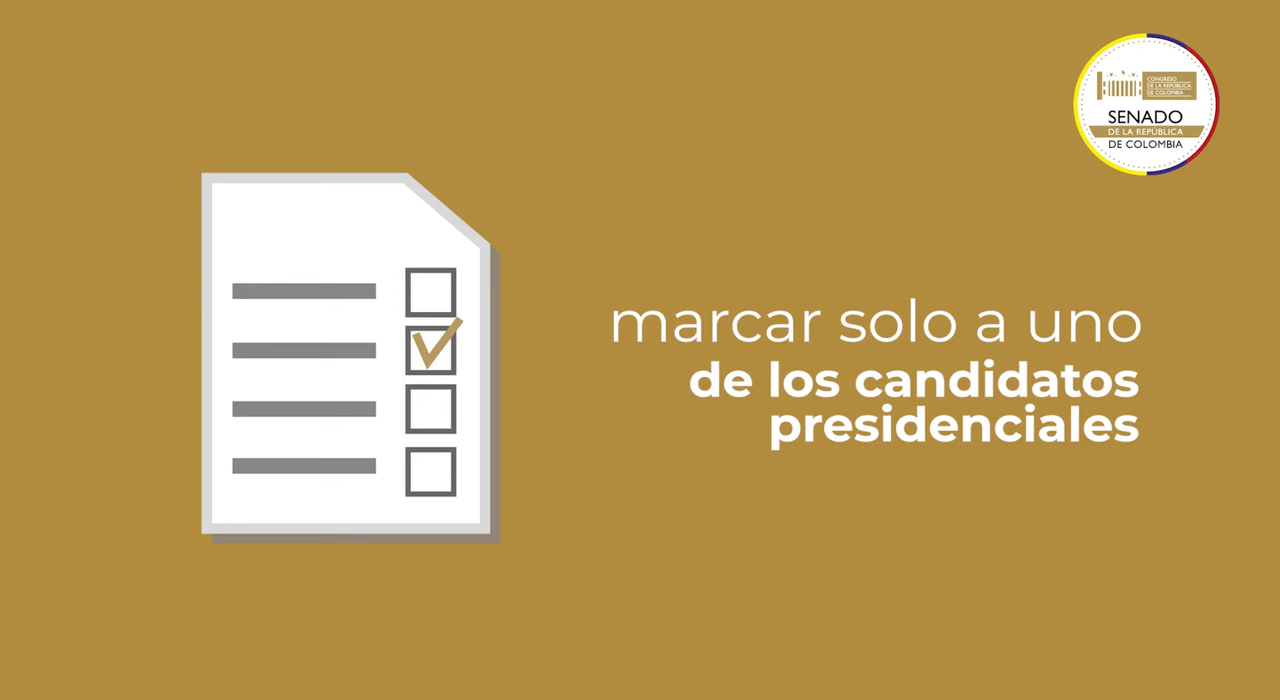 CONGRESO
DE LA REPÚBLICA
DE COLOMBIA
SENADO
DE LA REPÚBLICA
DE COLOMBIA
marcar solo a uno
de los candidatos
presidenciales